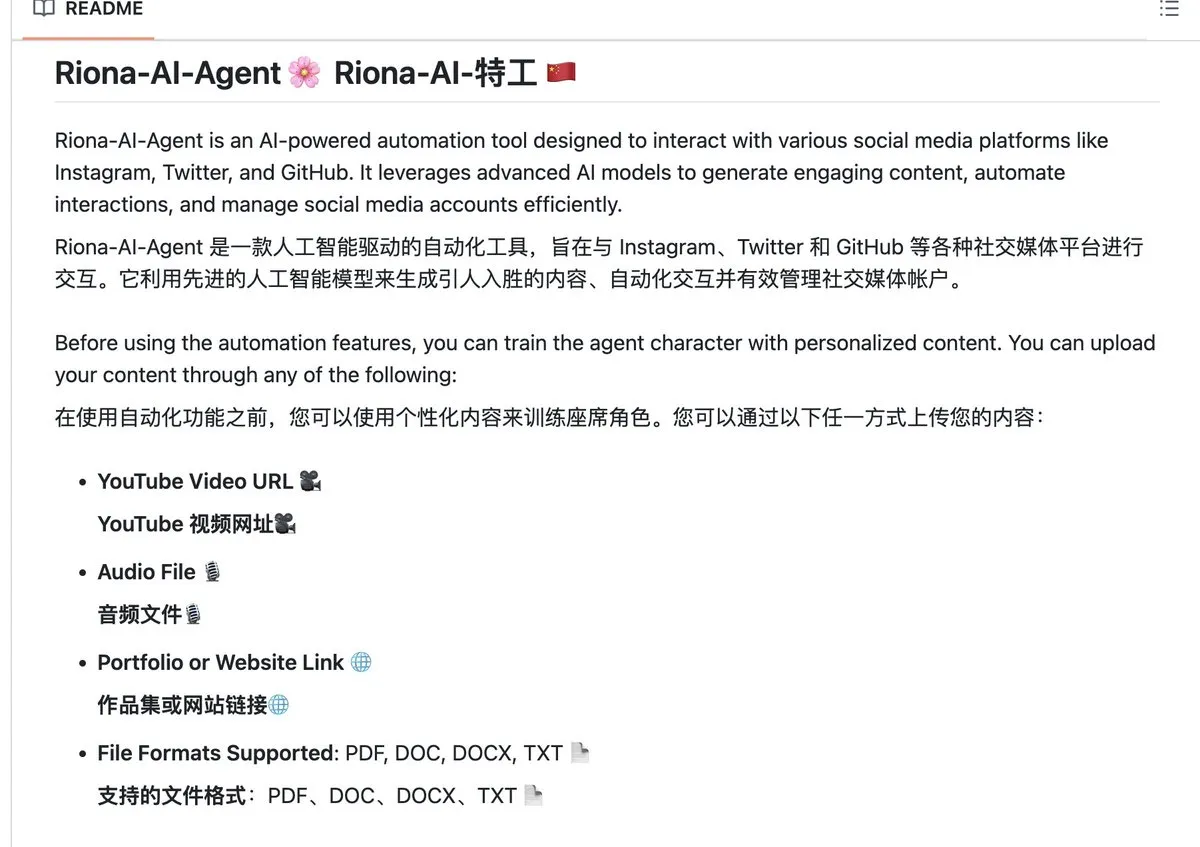 README
Riona-AI-Agent 🌸 Riona-AI-特工 🇨🇳
Riona-AI-Agent is an AI-powered automation tool designed to interact with various social media platforms like
Instagram, Twitter, and GitHub. It leverages advanced AI models to generate engaging content, automate
interactions, and manage social media accounts efficiently.
Riona-AI-Agent 是一款人工智能驱动的自动化工具，旨在与 Instagram、Twitter 和 GitHub 等各种社交媒体平台进行
交互。它利用先进的人工智能模型来生成引人入胜的内容、自动化交互并有效管理社交媒体帐户。
Before using the automation features, you can train the agent character with personalized content. You can upload
your content through any of the following:
在使用自动化功能之前，您可以使用个性化内容来训练座席角色。您可以通过以下任一方式上传您的内容：
• YouTube Video URL 🎥
YouTube 视频网址🎥
• Audio File 🎙️
音频文件🎙️
• Portfolio or Website Link 🌐
作品集或网站链接🌐
• File Formats Supported: PDF, DOC, DOCX, TXT 📄
支持的文件格式：PDF、DOC、DOCX、TXT 📄